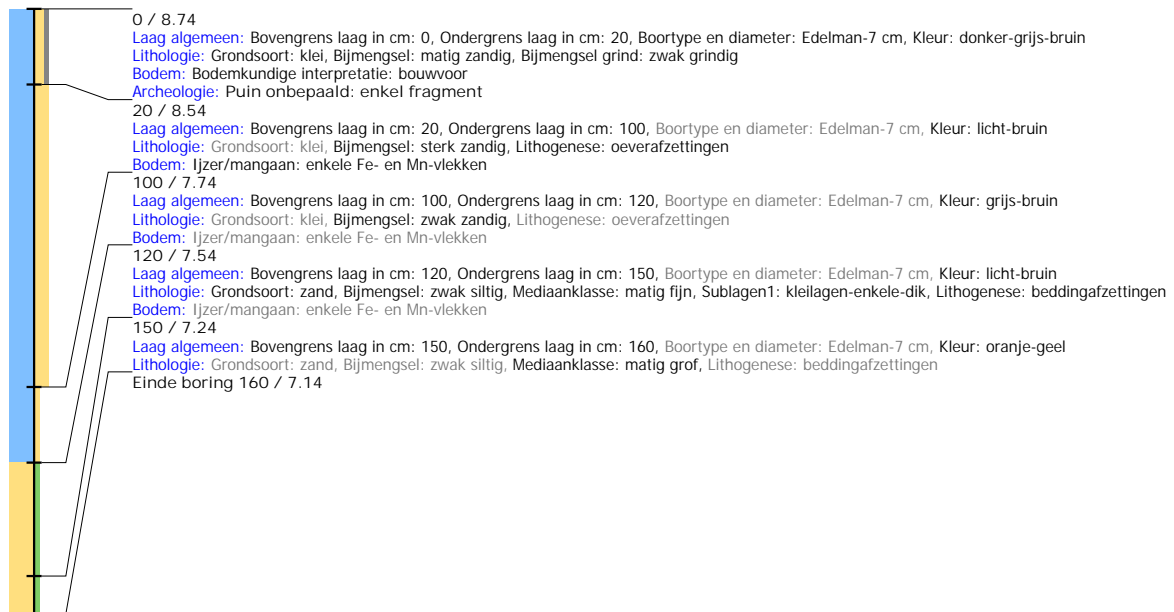 0 / 8.74
Laag algemeen: Bovengrens laag in cm: 0, Ondergrens laag in cm: 20, Boortype en diameter: Edelman-7 cm, Kleur: donker-grijs-bruin
Lithologie: Grondsoort: klei, Bijmengsel: matig zandig, Bijmengsel grind: zwak grindig
Bodem: Bodemkundige interpretatie: bouwvoor
Archeologie: Puin onbepaald: enkel fragment
20 / 8.54
Laag algemeen: Bovengrens laag in cm: 20, Ondergrens laag in cm: 100, Boortype en diameter: Edelman-7 cm, Kleur: licht-bruin
Lithologie: Grondsoort: klei, Bijmengsel: sterk zandig, Lithogenese: oeverafzettingen
Bodem: Ijzer/mangaan: enkele Fe- en Mn-vlekken
100 / 7.74
Laag algemeen: Bovengrens laag in cm: 100, Ondergrens laag in cm: 120, Boortype en diameter: Edelman-7 cm, Kleur: grijs-bruin
Lithologie: Grondsoort: klei, Bijmengsel: zwak zandig, Lithogenese: oeverafzettingen
Bodem: Ijzer/mangaan: enkele Fe- en Mn-vlekken
120 / 7.54
Laag algemeen: Bovengrens laag in cm: 120, Ondergrens laag in cm: 150, Boortype en diameter: Edelman-7 cm, Kleur: licht-bruin
Lithologie: Grondsoort: zand, Bijmengsel: zwak siltig, Mediaanklasse: matig fijn, Sublagen1: kleilagen-enkele-dik, Lithogenese: beddingafzettingen
Bodem: Ijzer/mangaan: enkele Fe- en Mn-vlekken
150 / 7.24
Laag algemeen: Bovengrens laag in cm: 150, Ondergrens laag in cm: 160, Boortype en diameter: Edelman-7 cm, Kleur: oranje-geel
Lithologie: Grondsoort: zand, Bijmengsel: zwak siltig, Mediaanklasse: matig grof, Lithogenese: beddingafzettingen
Einde boring 160 / 7.14